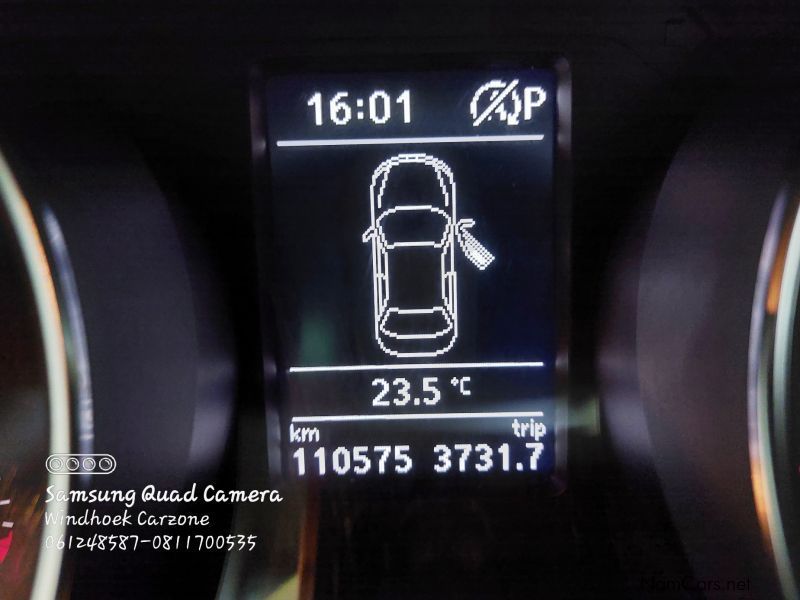 16:01 P
23.5 °C
km trip
110575 3731.7
Samsung Quad Camera
Windhoek Carzone
061248587-0811700535
NamCars.net